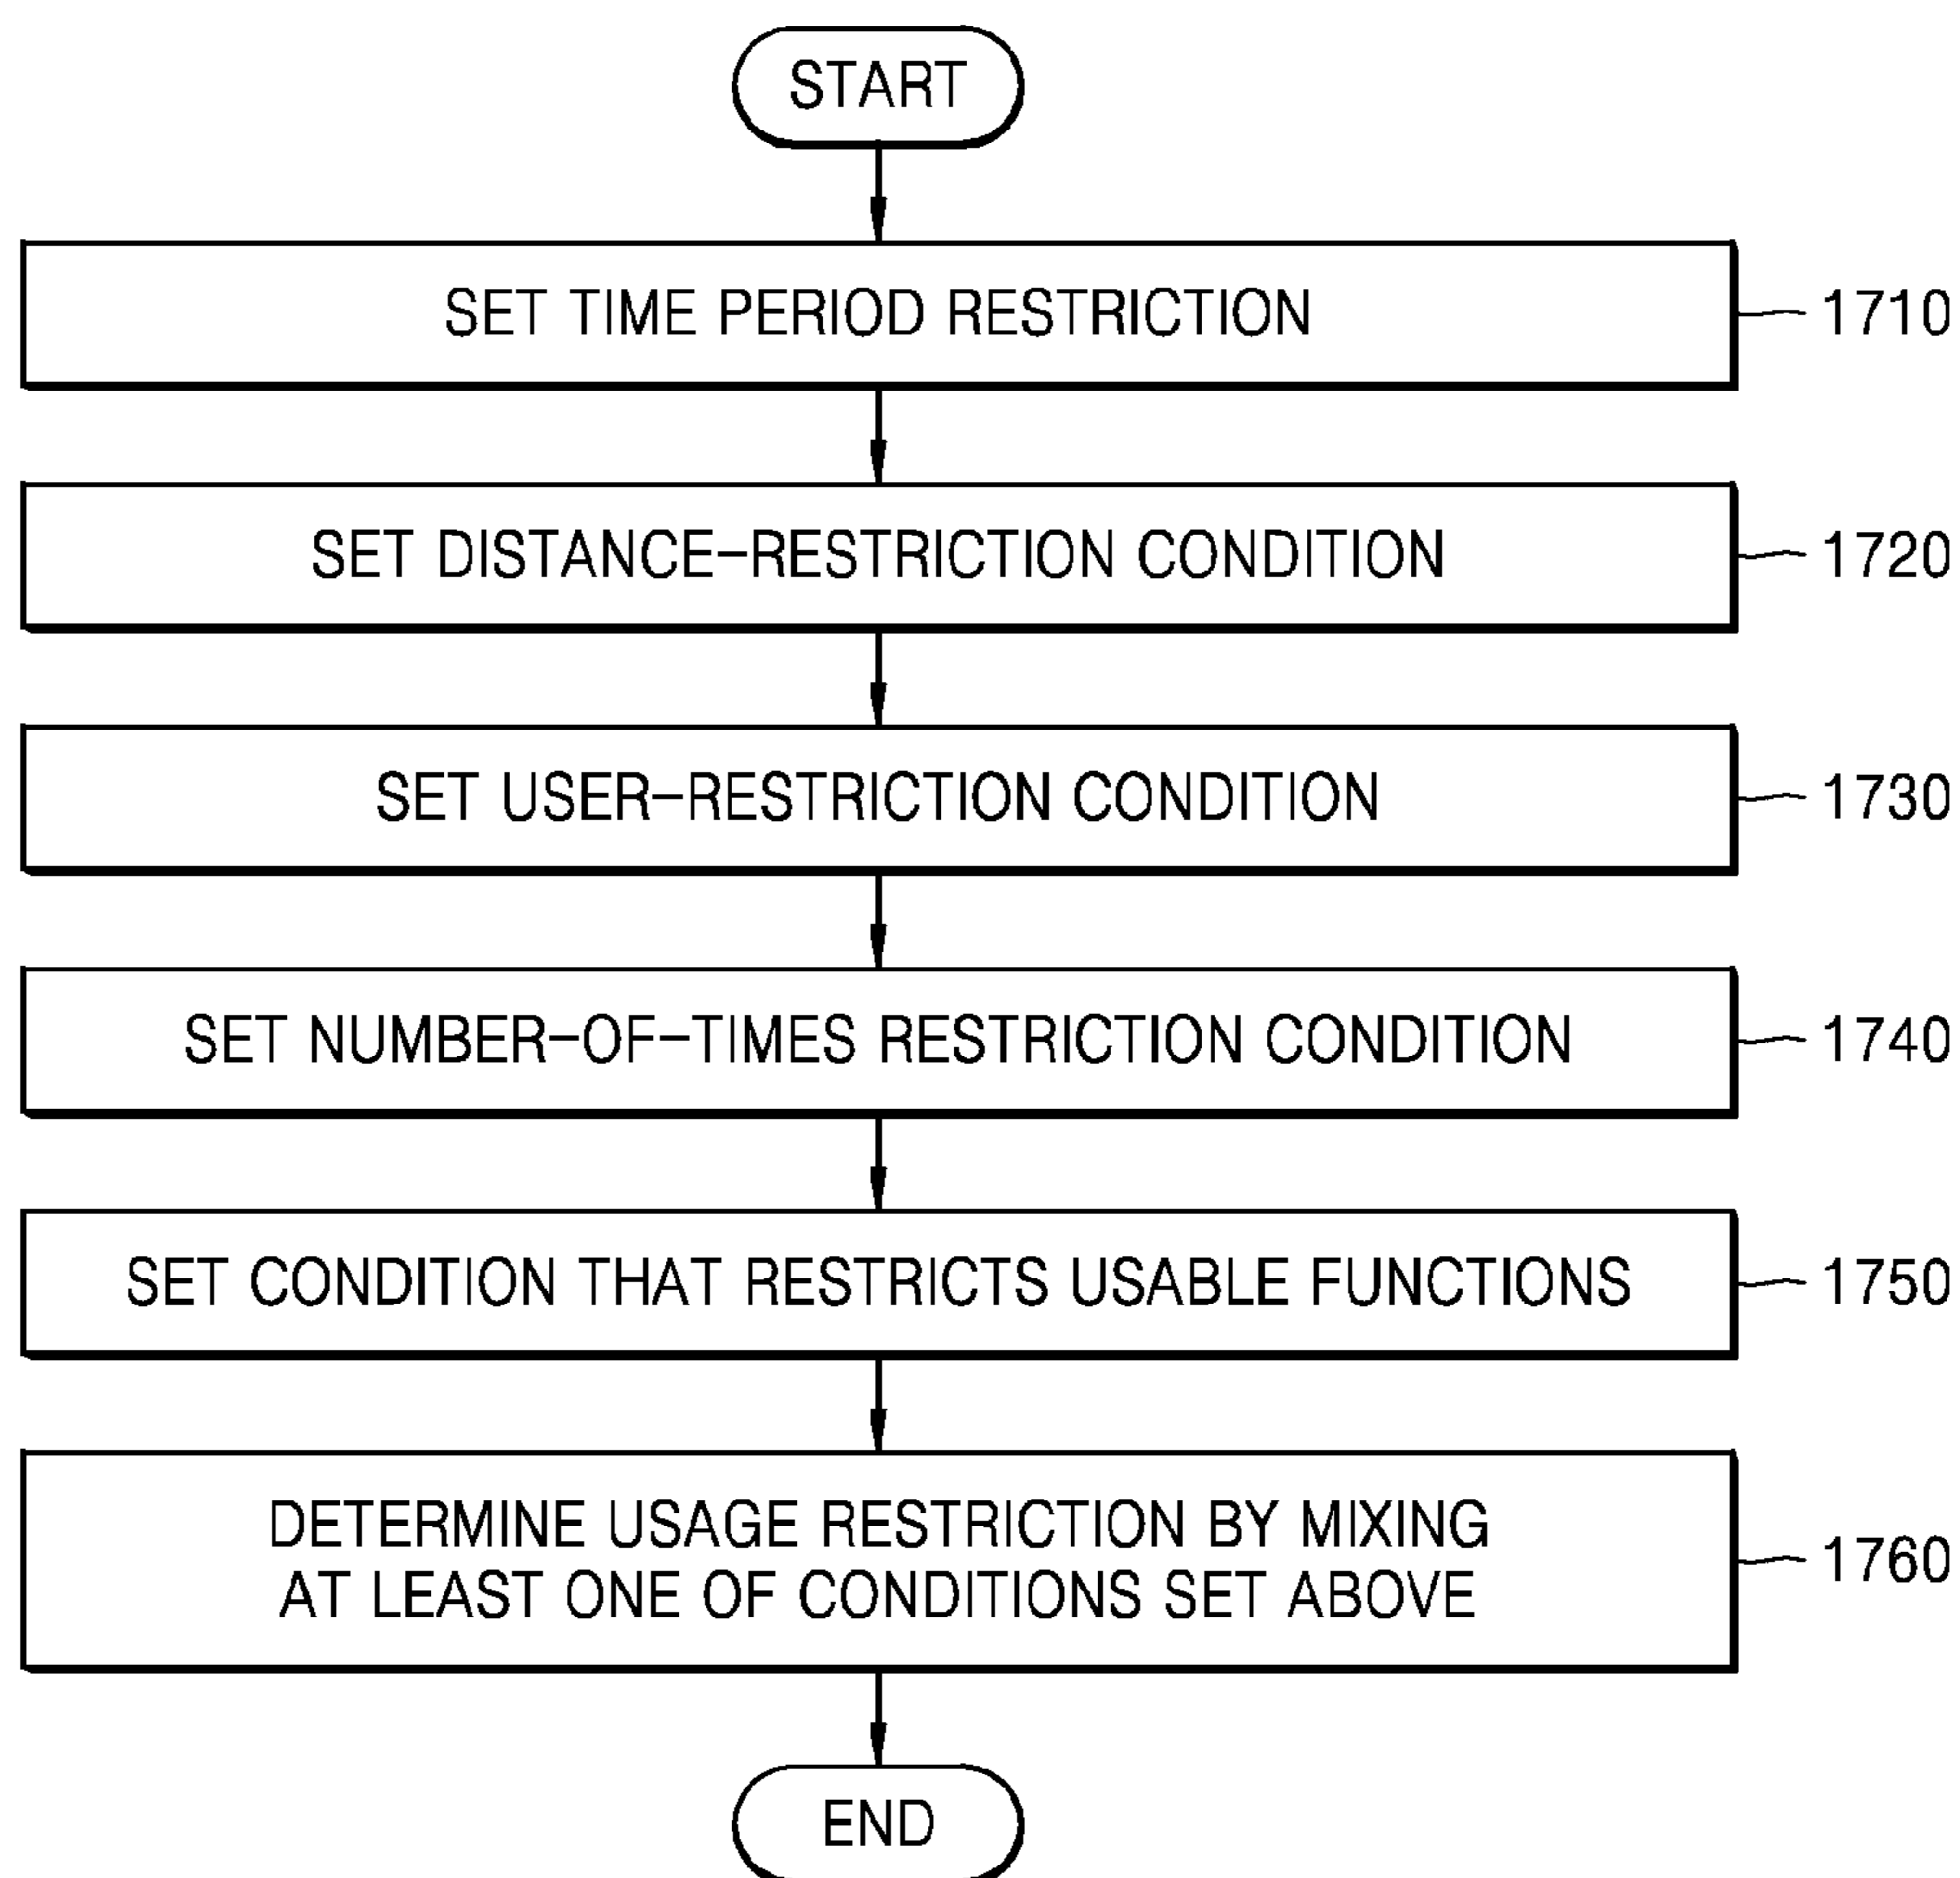 START
SET TIME PERIOD RESTRICTION
1710
SET DISTANCE-RESTRICTION CONDITION
1720
SET USER-RESTRICTION CONDITION
1730
SET NUMBER-OF-TIMES RESTRICTION CONDITION
1740
SET CONDITION THAT RESTRICTS USABLE FUNCTIONS
1750
DETERMINE USAGE RESTRICTION BY MIXING
AT LEAST ONE OF CONDITIONS SET ABOVE
1760
END